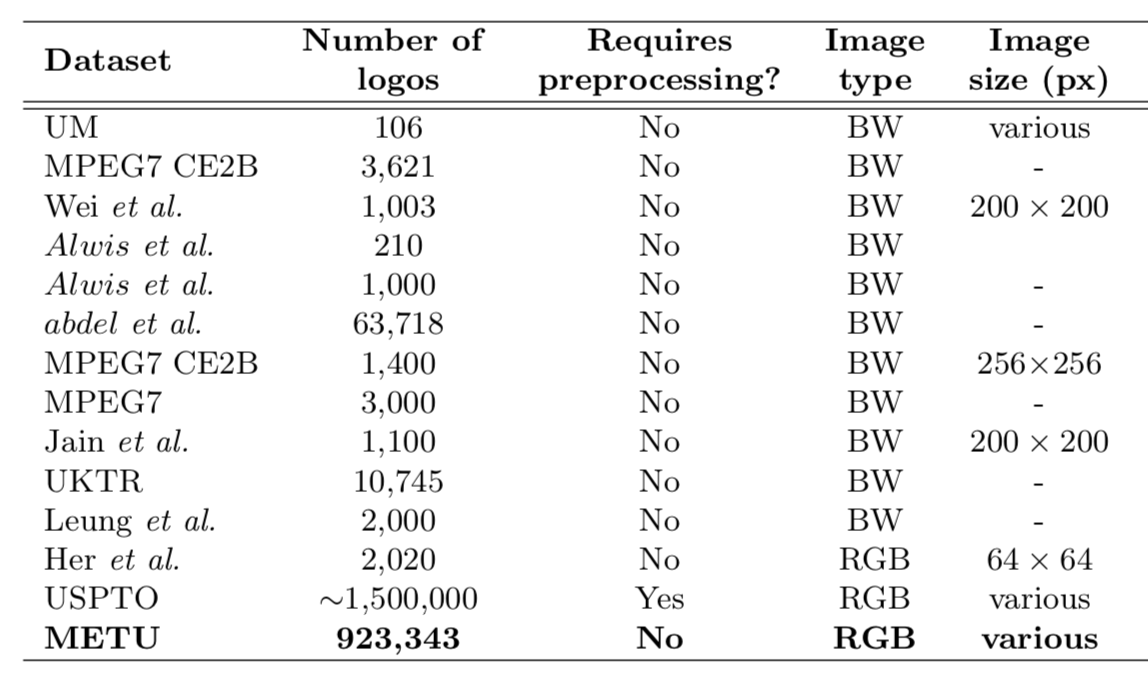 Dataset Number of logos Requires preprocessing? Image type Image size (px)
UM 106 No BW various
MPEG7 CE2B 3,621 No BW -
Wei et al. 1,003 No BW 200 × 200
Alwis et al. 210 No BW
Alwis et al. 1,000 No BW -
abdel et al. 63,718 No BW -
MPEG7 CE2B 1,400 No BW 256×256
MPEG7 3,000 No BW -
Jain et al. 1,100 No BW 200 × 200
UKTR 10,745 No BW -
Leung et al. 2,000 No BW -
Her et al. 2,020 No RGB 64 × 64
USPTO ~1,500,000 Yes RGB various
METU 923,343 No RGB various